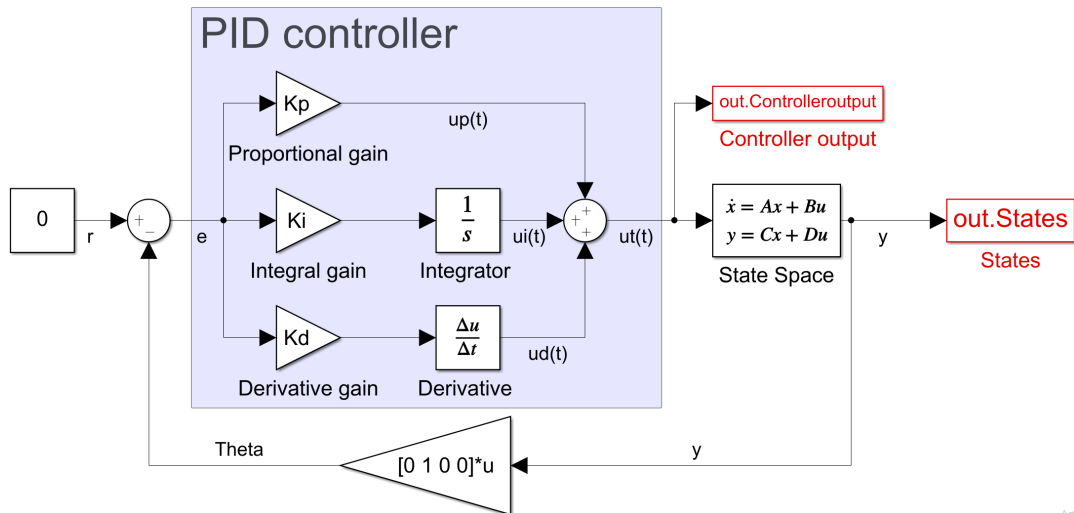 PID controller
Kp
up(t)
Proportional gain
out.Controlleroutput
Controller output
0
r
+
−
e
Ki
Integral gain
1
s
Integrator
ui(t)
+
+
+
ut(t)
ẋ = Ax + Bu
y = Cx + Du
State Space
y
out.States
States
Kd
Derivative gain
Δu
Δt
Derivative
ud(t)
Theta
[0 1 0 0]*u
y